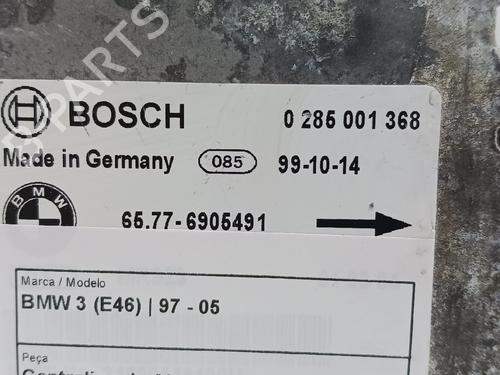 BOSCH 0 285 001 368
Made in Germany 085 99-10-14
BMW
65.77-6905491
Marca / Modelo
BMW 3 (E46) | 97 - 05
Peça